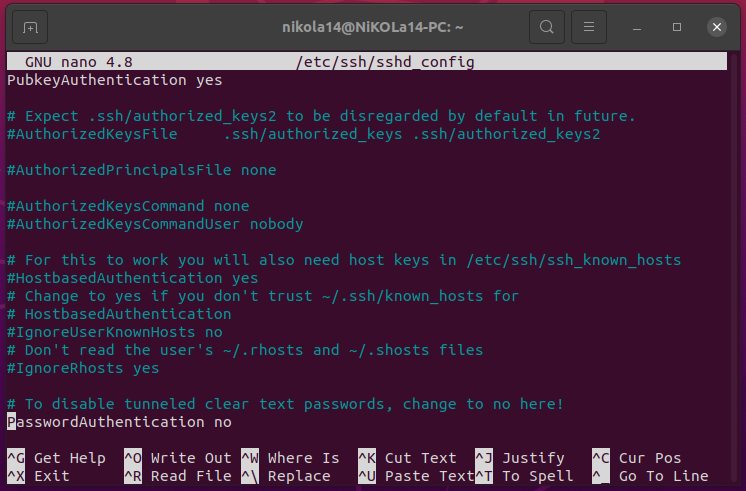 nikola14@NiKOLa14-PC: ~
GNU nano 4.8 /etc/ssh/sshd_config
PubkeyAuthentication yes
# Expect .ssh/authorized_keys2 to be disregarded by default in future.
#AuthorizedKeysFile .ssh/authorized_keys .ssh/authorized_keys2
#AuthorizedPrincipalsFile none
#AuthorizedKeysCommand none
#AuthorizedKeysCommandUser nobody
# For this to work you will also need host keys in /etc/ssh/ssh_known_hosts
#HostbasedAuthentication yes
# Change to yes if you don't trust ~/.ssh/known_hosts for
# HostbasedAuthentication
#IgnoreUserKnownHosts no
# Don't read the user's ~/.rhosts and ~/.shosts files
#IgnoreRhosts yes
# To disable tunneled clear text passwords, change to no here!
PasswordAuthentication no
^G Get Help ^O Write Out ^W Where Is ^K Cut Text ^J Justify ^C Cur Pos
^X Exit ^R Read File ^\ Replace ^U Paste Text ^T To Spell ^_ Go To Line